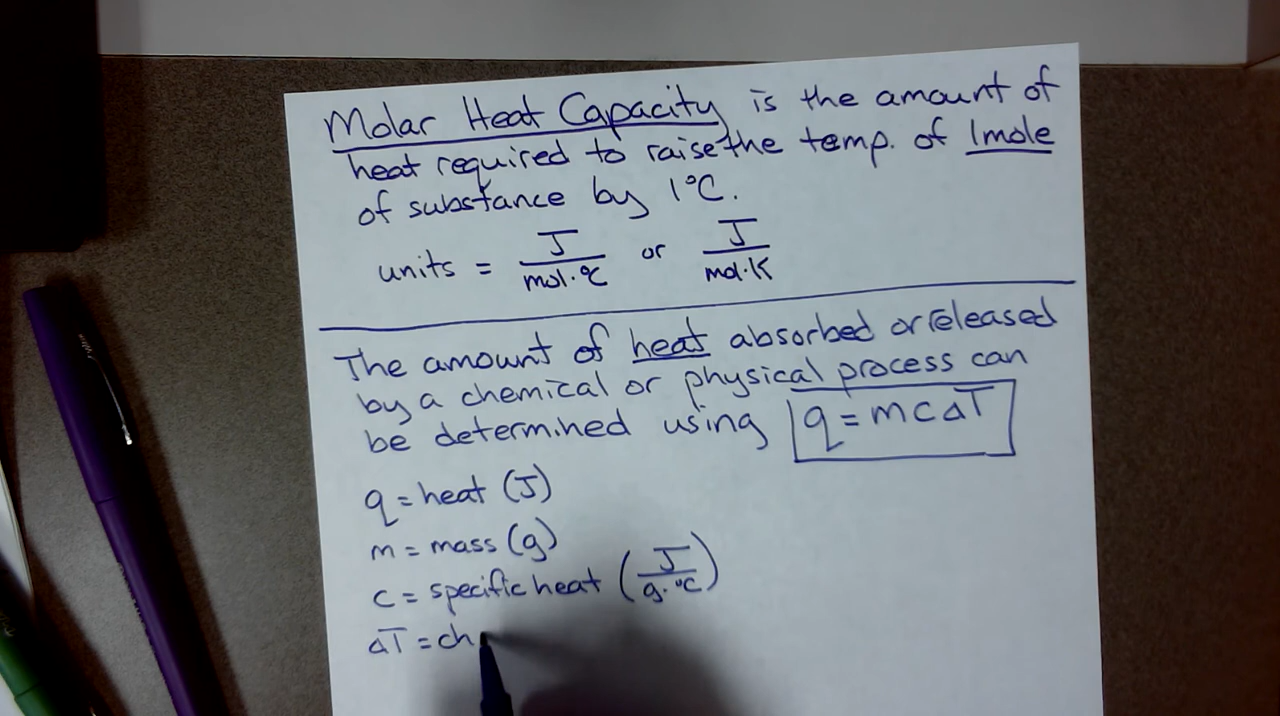 Molar Heat Capacity is the amount of
heat required to raise the temp. of 1mole
of substance by 1°C.
units = J/mol·°C or J/mol·K
The amount of heat absorbed or released
by a chemical or physical process can
be determined using q = mcΔT
q = heat (J)
m = mass (g)
c = specific heat (J/g·°C)
ΔT = ch